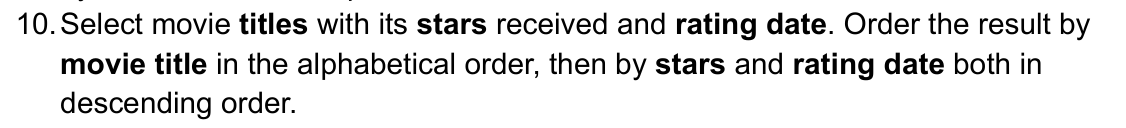 10. Select movie titles with its stars received and rating date. Order the result by
movie title in the alphabetical order, then by stars and rating date both in
descending order.